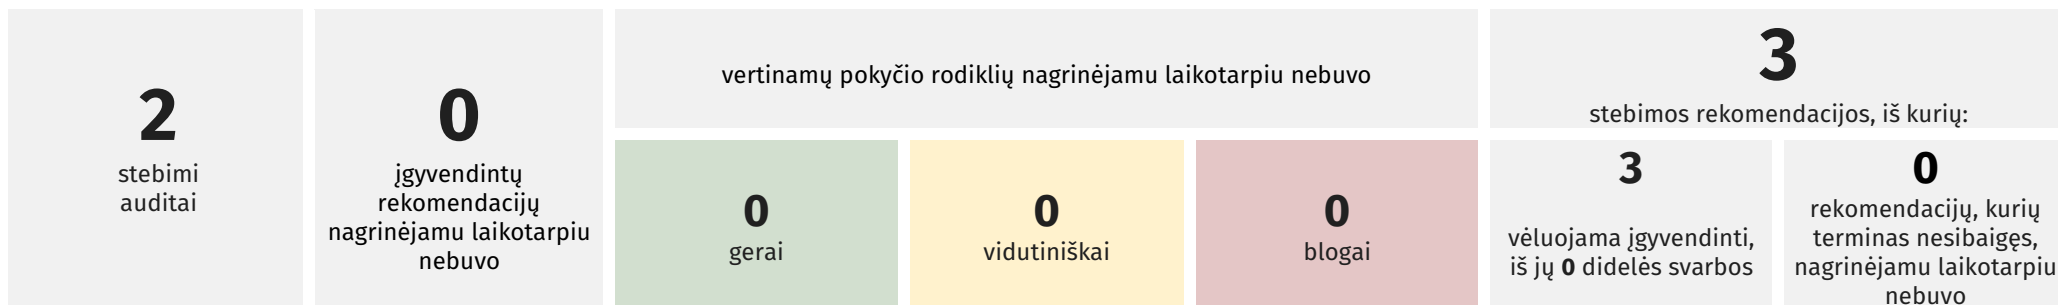 2
stebimi
auditai
0
įgyvendintų
rekomendacijų
nagrinėjamu laikotarpiu
nebuvo
vertinamų pokyčio rodiklių nagrinėjamu laikotarpiu nebuvo
0
gerai
0
vidutiniškai
0
blogai
3
stebimos rekomendacijos, iš kurių:
3
vėluojama įgyvendinti,
iš jų 0 didelės svarbos
0
rekomendacijų, kurių
terminas nesibaigęs,
nagrinėjamu laikotarpiu
nebuvo